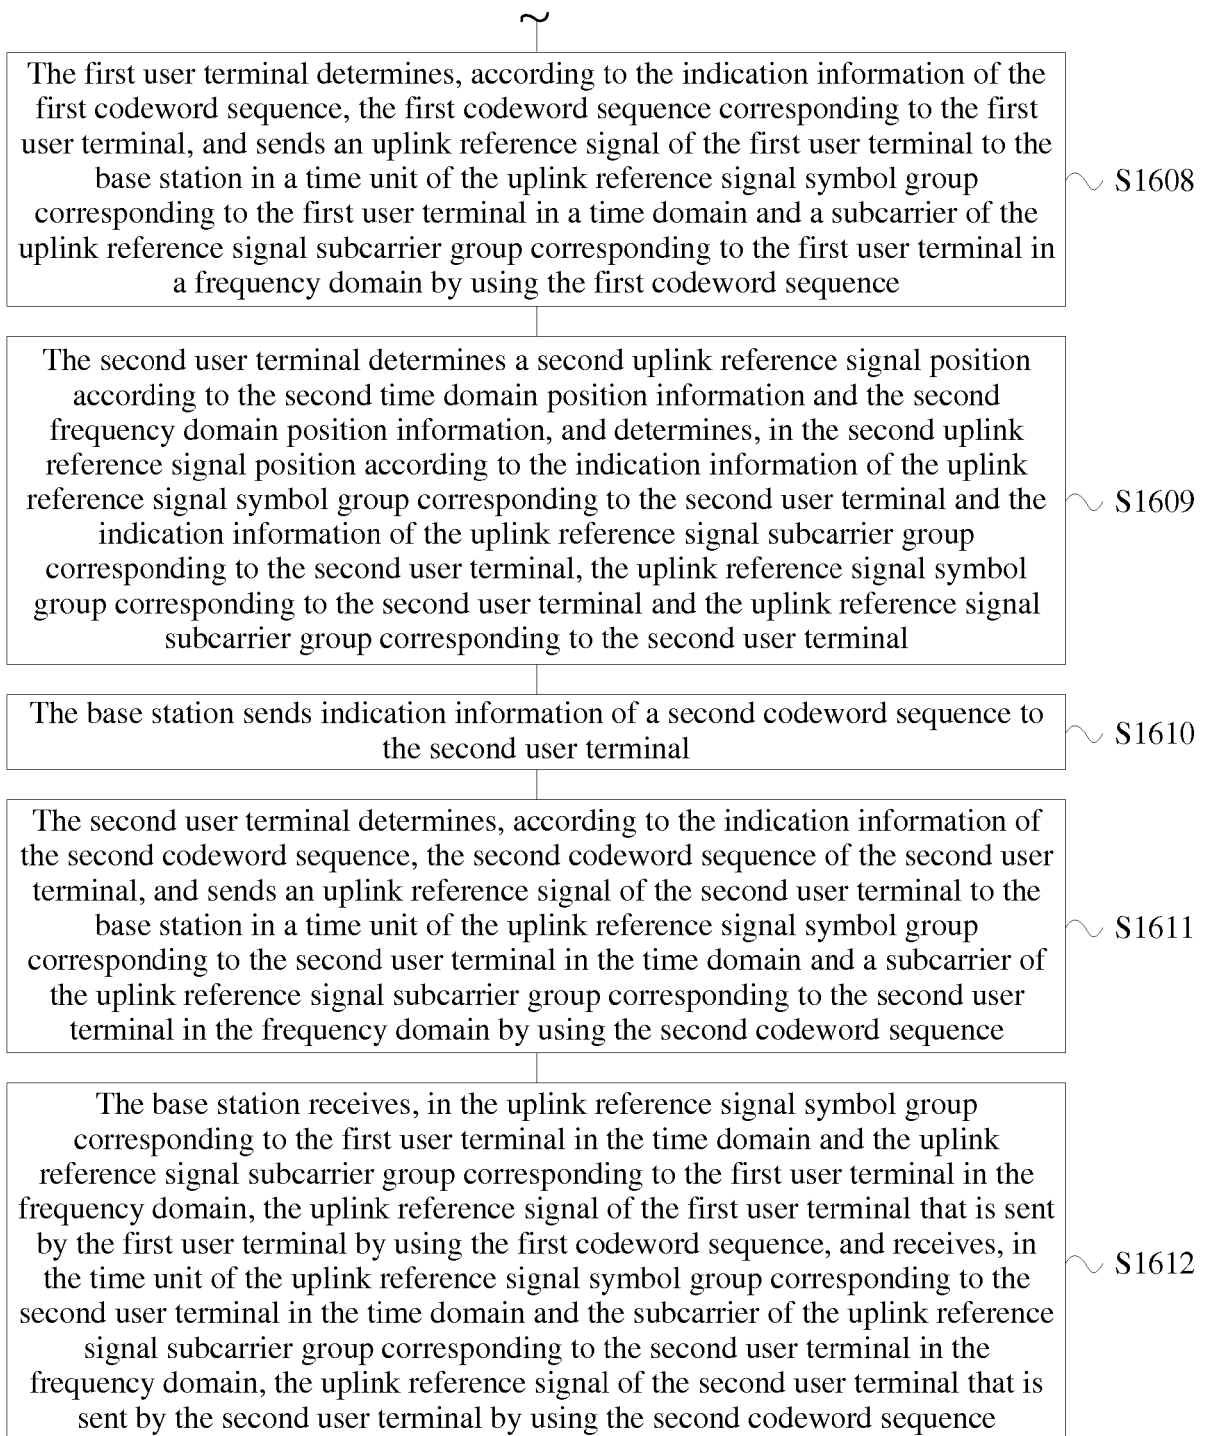 The first user terminal determines, according to the indication information of the
first codeword sequence, the first codeword sequence corresponding to the first
user terminal, and sends an uplink reference signal of the first user terminal to the
base station in a time unit of the uplink reference signal symbol group
corresponding to the first user terminal in a time domain and a subcarrier of the
uplink reference signal subcarrier group corresponding to the first user terminal in
a frequency domain by using the first codeword sequence
S1608
The second user terminal determines a second uplink reference signal position
according to the second time domain position information and the second
frequency domain position information, and determines, in the second uplink
reference signal position according to the indication information of the uplink
reference signal symbol group corresponding to the second user terminal and the
indication information of the uplink reference signal subcarrier group
corresponding to the second user terminal, the uplink reference signal symbol
group corresponding to the second user terminal and the uplink reference signal
subcarrier group corresponding to the second user terminal
S1609
The base station sends indication information of a second codeword sequence to
the second user terminal
S1610
The second user terminal determines, according to the indication information of
the second codeword sequence, the second codeword sequence of the second user
terminal, and sends an uplink reference signal of the second user terminal to the
base station in a time unit of the uplink reference signal symbol group
corresponding to the second user terminal in the time domain and a subcarrier of
the uplink reference signal subcarrier group corresponding to the second user
terminal in the frequency domain by using the second codeword sequence
S1611
The base station receives, in the uplink reference signal symbol group
corresponding to the first user terminal in the time domain and the uplink
reference signal subcarrier group corresponding to the first user terminal in the
frequency domain, the uplink reference signal of the first user terminal that is sent
by the first user terminal by using the first codeword sequence, and receives, in
the time unit of the uplink reference signal symbol group corresponding to the
second user terminal in the time domain and the subcarrier of the uplink reference
signal subcarrier group corresponding to the second user terminal in the
frequency domain, the uplink reference signal of the second user terminal that is
sent by the second user terminal by using the second codeword sequence
S1612